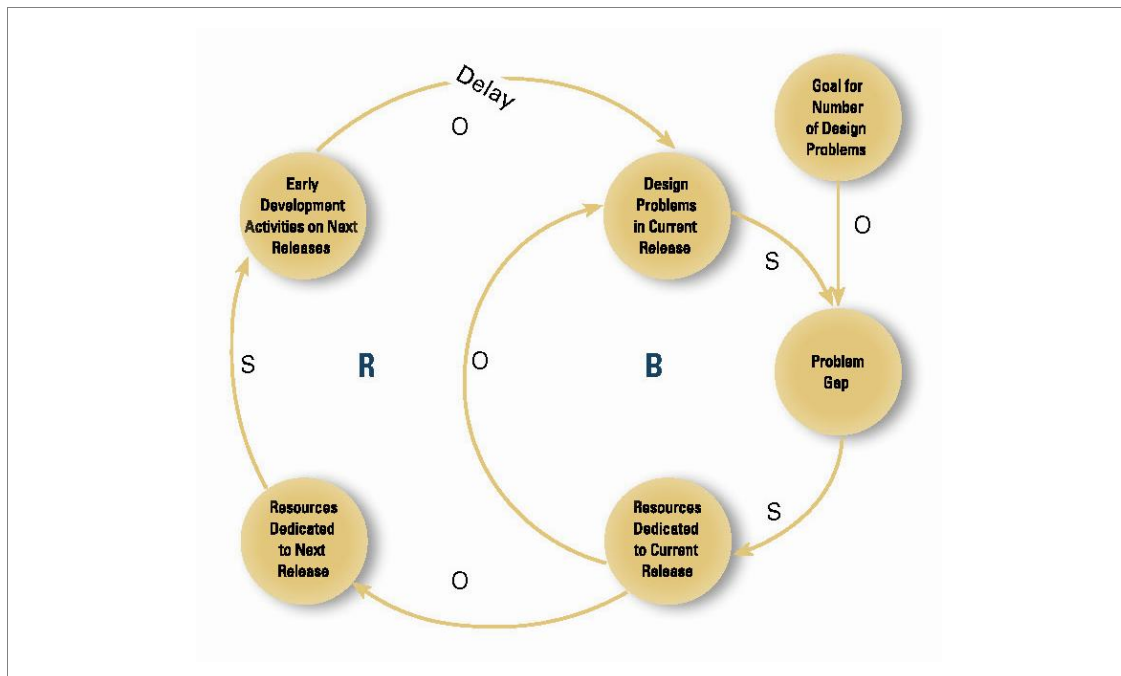 Delay
O
Goal for
Number
of Design
Problems
Early
Development
Activities on Next
Releases
Design
Problems
in Current
Release
O
S
S
O
R
B
Problem
Gap
Resources
Dedicated
to Next
Release
Resources
Dedicated
to Current
Release
S
O